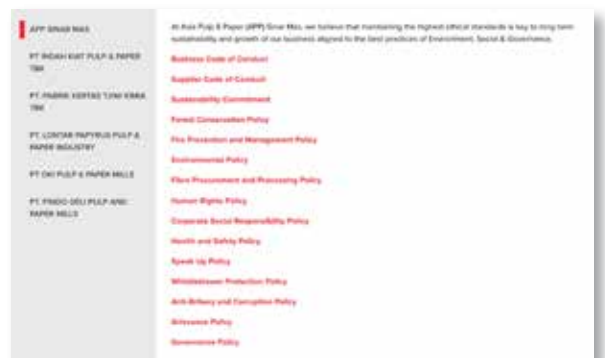 APP SINAR MAS
PT INDAH KIAT PULP & PAPER
TBK
PT. PABRIK KERTAS TJIWI KIMIA
TBK
PT. LONTAR PAPYRUS PULP &
PAPER INDUSTRY
PT OKI PULP & PAPER MILLS
PT. PINDO DELI PULP AND
PAPER MILLS
At Asia Pulp & Paper (APP) Sinar Mas, we believe that maintaining the highest ethical standards is key to long term
sustainability and growth of our business aligned to the best practices of Environment, Social & Governance.
Business Code of Conduct
Supplier Code of Conduct
Sustainability Commitment
Forest Conservation Policy
Fire Prevention and Management Policy
Environmental Policy
Fibre Procurement and Processing Policy
Human Rights Policy
Corporate Social Responsibility Policy
Health and Safety Policy
Speak Up Policy
Whistleblower Protection Policy
Anti-Bribery and Corruption Policy
Grievance Policy
Governance Policy